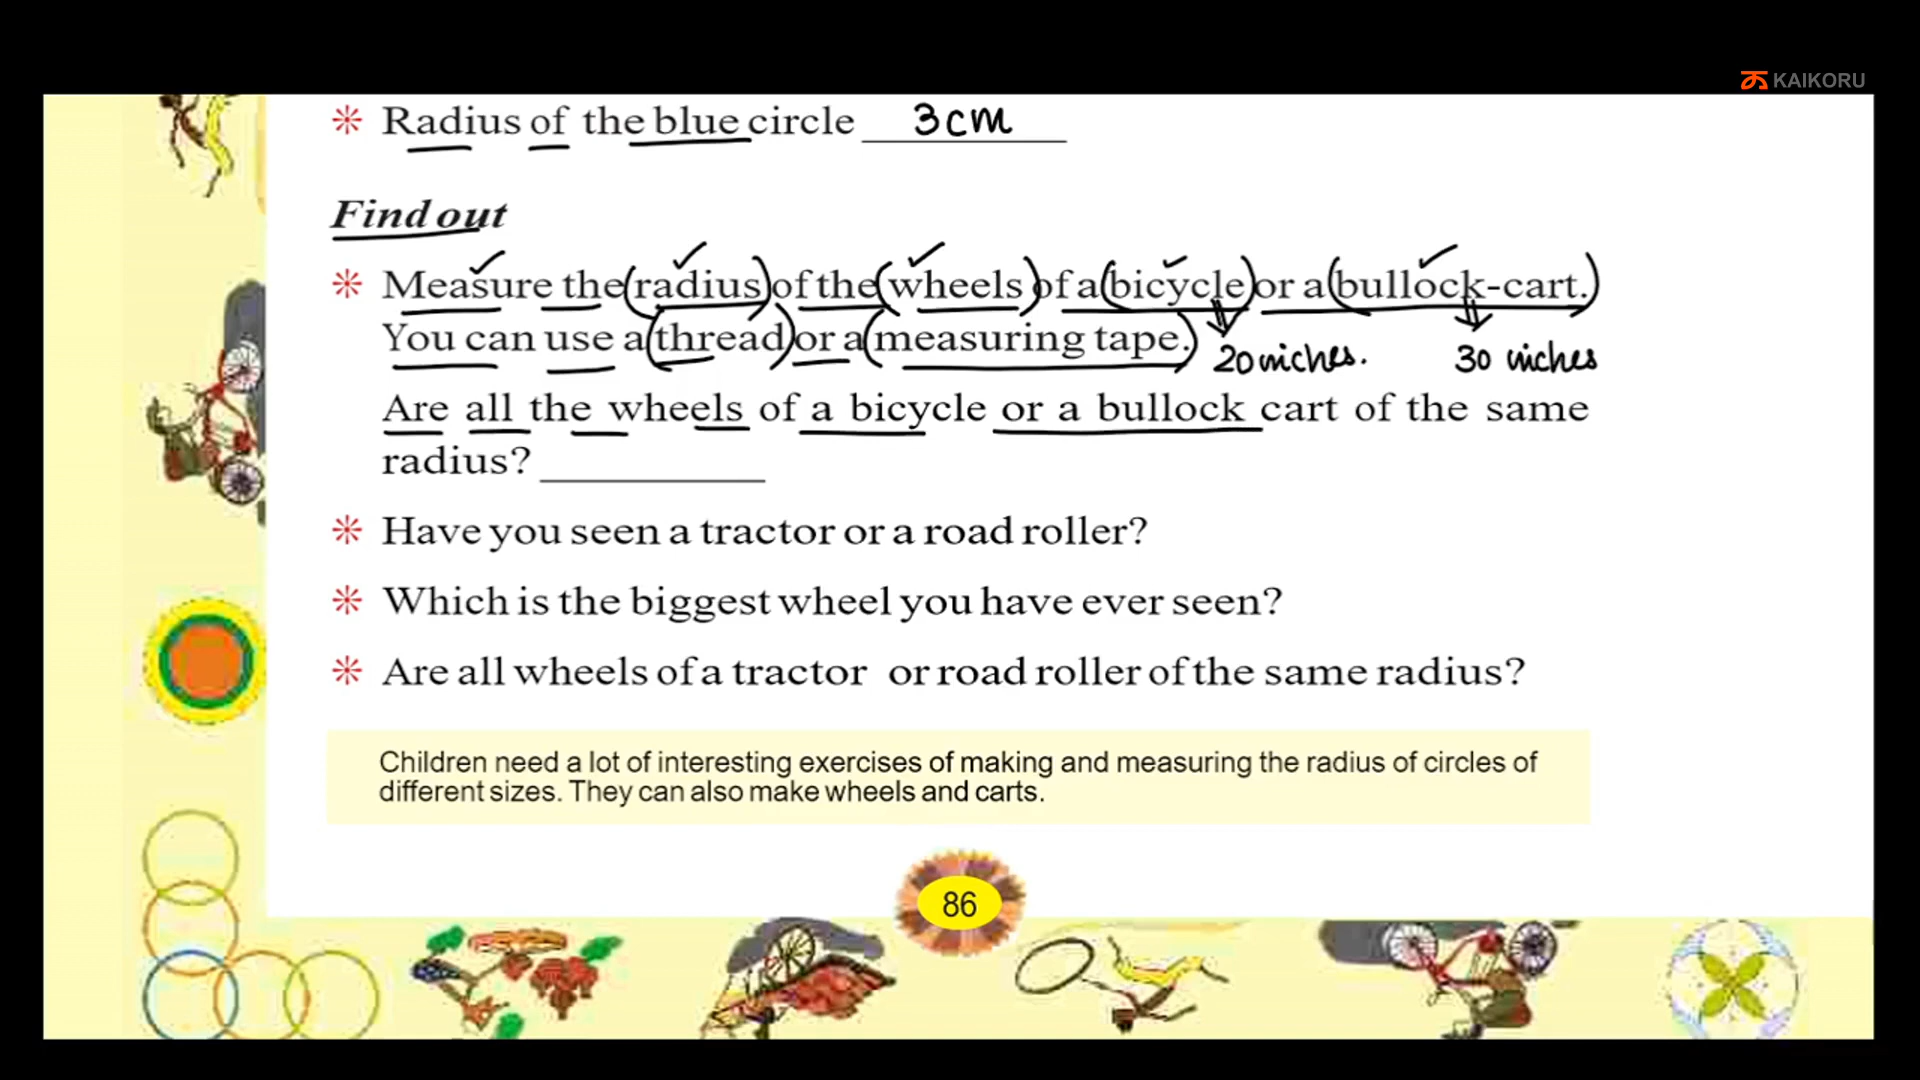 KAIKORU
Radius of the blue circle 3cm
Find out
Measure the radius of the wheels of a bicycle or a bullock-cart.
You can use a thread or a measuring tape.
20 inches. 30 inches
Are all the wheels of a bicycle or a bullock cart of the same
radius?
Have you seen a tractor or a road roller?
Which is the biggest wheel you have ever seen?
Are all wheels of a tractor or road roller of the same radius?
Children need a lot of interesting exercises of making and measuring the radius of circles of
different sizes. They can also make wheels and carts.
86